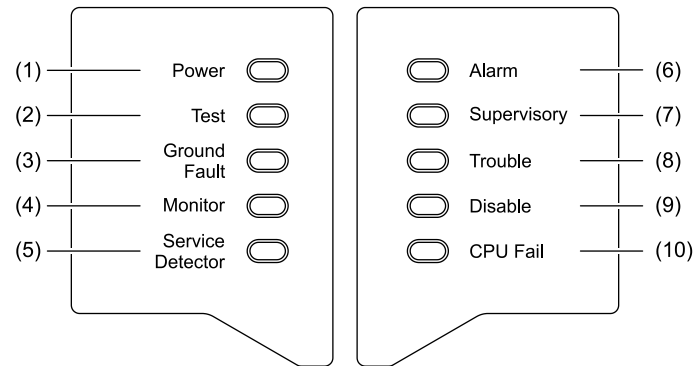 (1) Power
(2) Test
(3) Ground
Fault
(4) Monitor
(5) Service
Detector
Alarm (6)
Supervisory (7)
Trouble (8)
Disable (9)
CPU Fail (10)